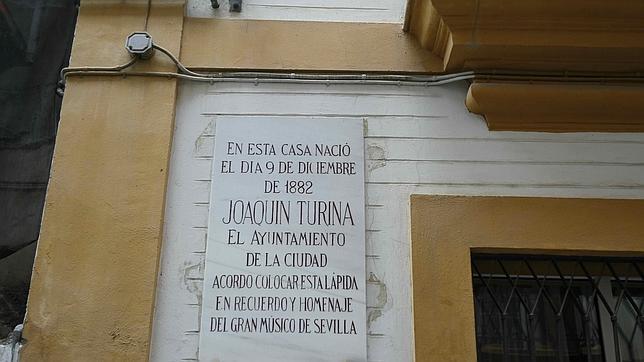 EN ESTA CASA NACIÓ
EL DIA 9 DE DICIEMBRE
DE 1882
JOAQUIN TURINA
EL AYUNTAMIENTO
DE LA CIUDAD
ACORDO COLOCAR ESTA LÁPIDA
EN RECUERDO Y HOMENAJE
DEL GRAN MÚSICO DE SEVILLA